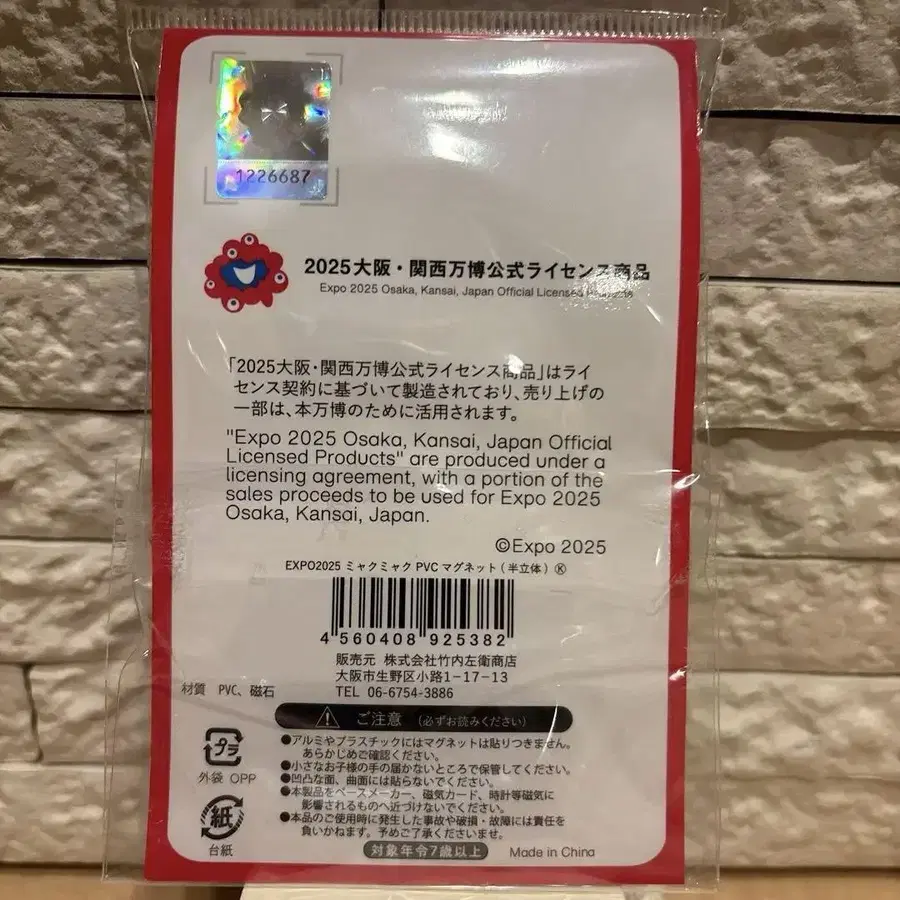 1226687
2025大阪・関西万博公式ライセンス商品
Expo 2025 Osaka, Kansai, Japan Official Licensed Products
「2025大阪・関西万博公式ライセンス商品」はライ
センス契約に基づいて製造されており、売り上げの
一部は、本万博のために活用されます。
"Expo 2025 Osaka, Kansai, Japan Official
Licensed Products" are produced under a
licensing agreement, with a portion of the
sales proceeds to be used for Expo 2025
Osaka, Kansai, Japan.
©Expo 2025
EXPO2025 ミャクミャク PVC マグネット(半立体) Ⓚ
4 560408 925382
販売元 株式会社竹内左衛商店
大阪市生野区小路1-17-13
TEL 06-6754-3886
材質 PVC、磁石
ご注意 (必ずお読みください)
●アルミやプラスチックにはマグネットは貼りつきません。
あらかじめご確認ください。
●小さなお子様の手の届かないところで保管してください。
●凹凸な面、曲面には貼らないでください。
●本製品をペースメーカー、磁気カード、時計等磁気に
影響されるものへ近づけないでください。
●本品のご使用時に発生した事故や破損・故障には責任を
負いかねます。予めご了承くださいませ。
プラ
外袋 OPP
紙
台紙
対象年令7歳以上
Made in China